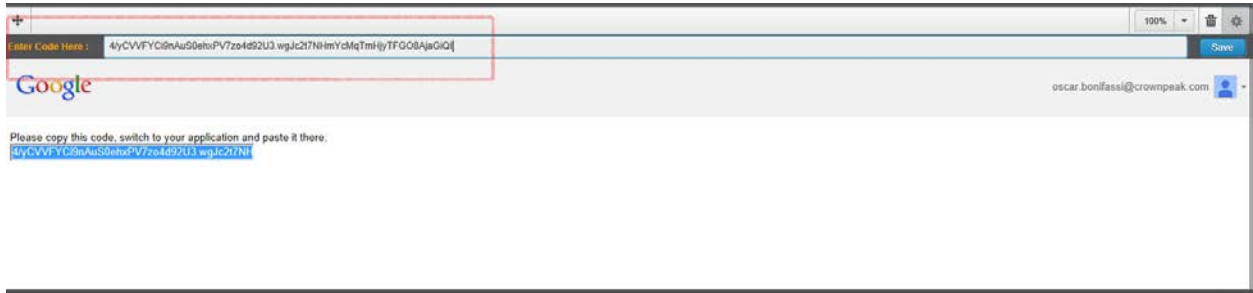 100%
Enter Code Here : 4/yCVVFYCi9nAuS0ehxPV7zo4d92U3.wgJc2t7NHmYcMqTmHjyTFGO8AjaGiQI
Save
Google
oscar.bonifassi@crownpeak.com
Please copy this code, switch to your application and paste it there:
4/yCVVFYCi9nAuS0ehxPV7zo4d92U3.wgJc2t7NH